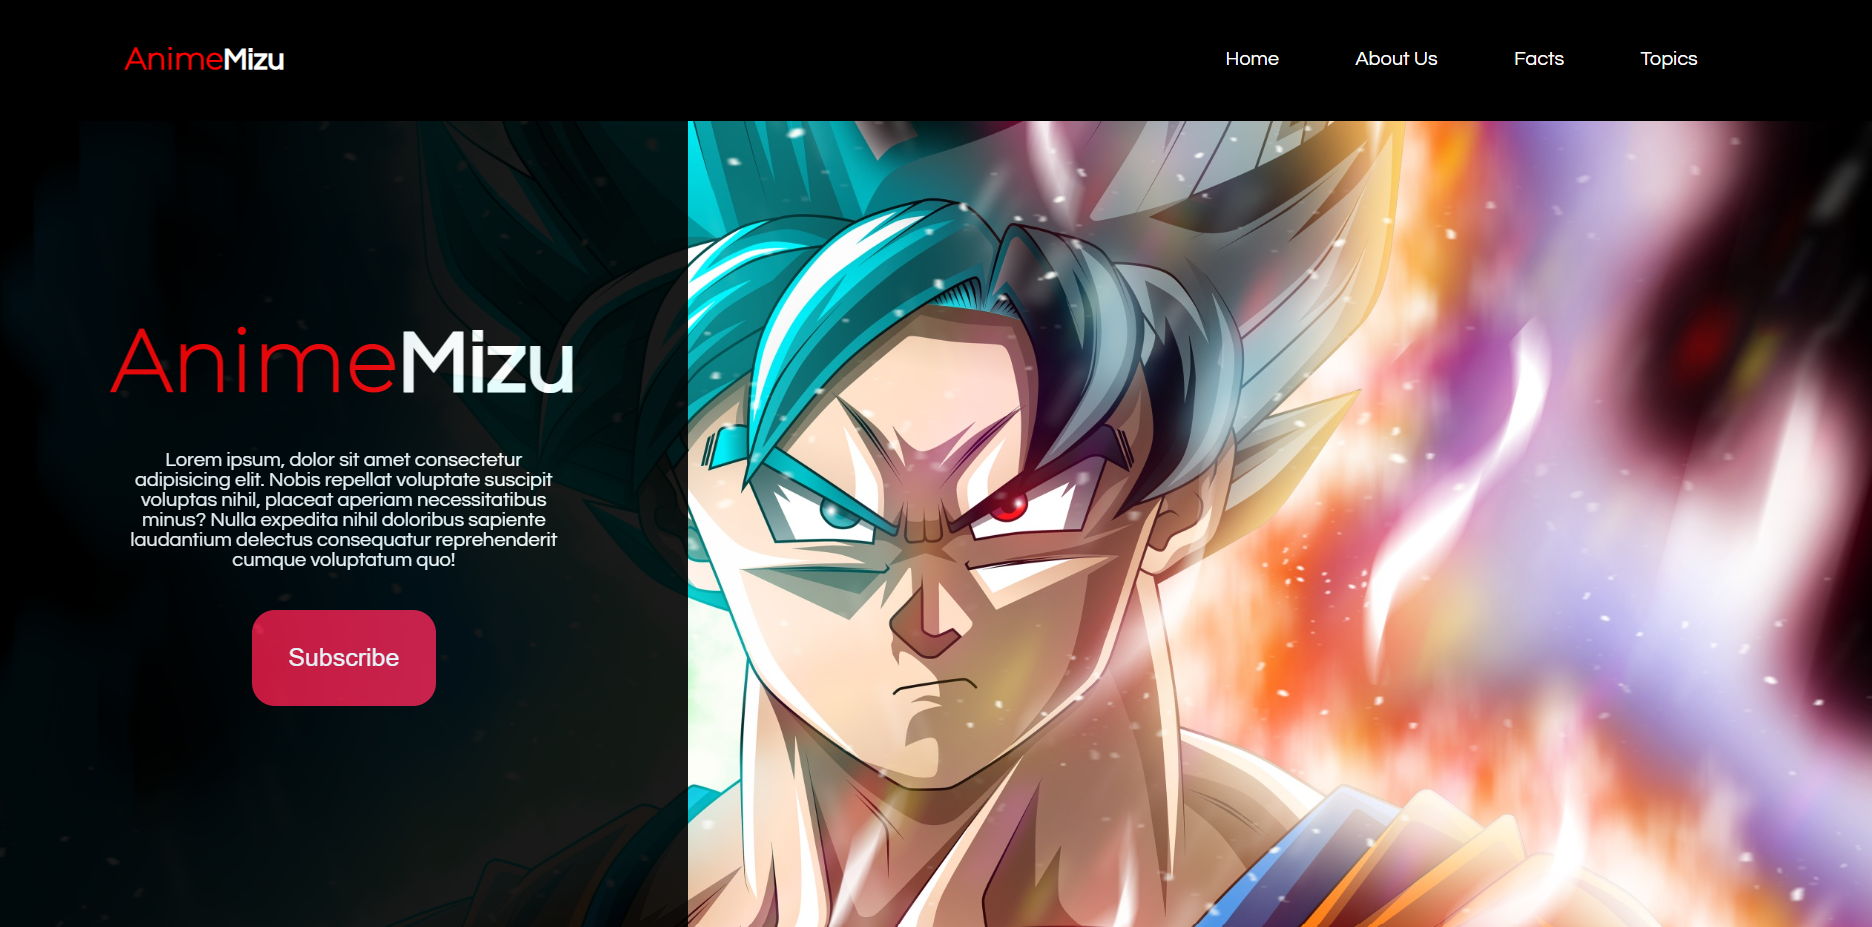 AnimeMizu
Home
About Us
Facts
Topics
AnimeMizu
Lorem ipsum, dolor sit amet consectetur
adipisicing elit. Nobis repellat voluptate suscipit
voluptas nihil, placeat aperiam necessitatibus
minus? Nulla expedita nihil doloribus sapiente
laudantium delectus consequatur reprehenderit
cumque voluptatum quo!
Subscribe